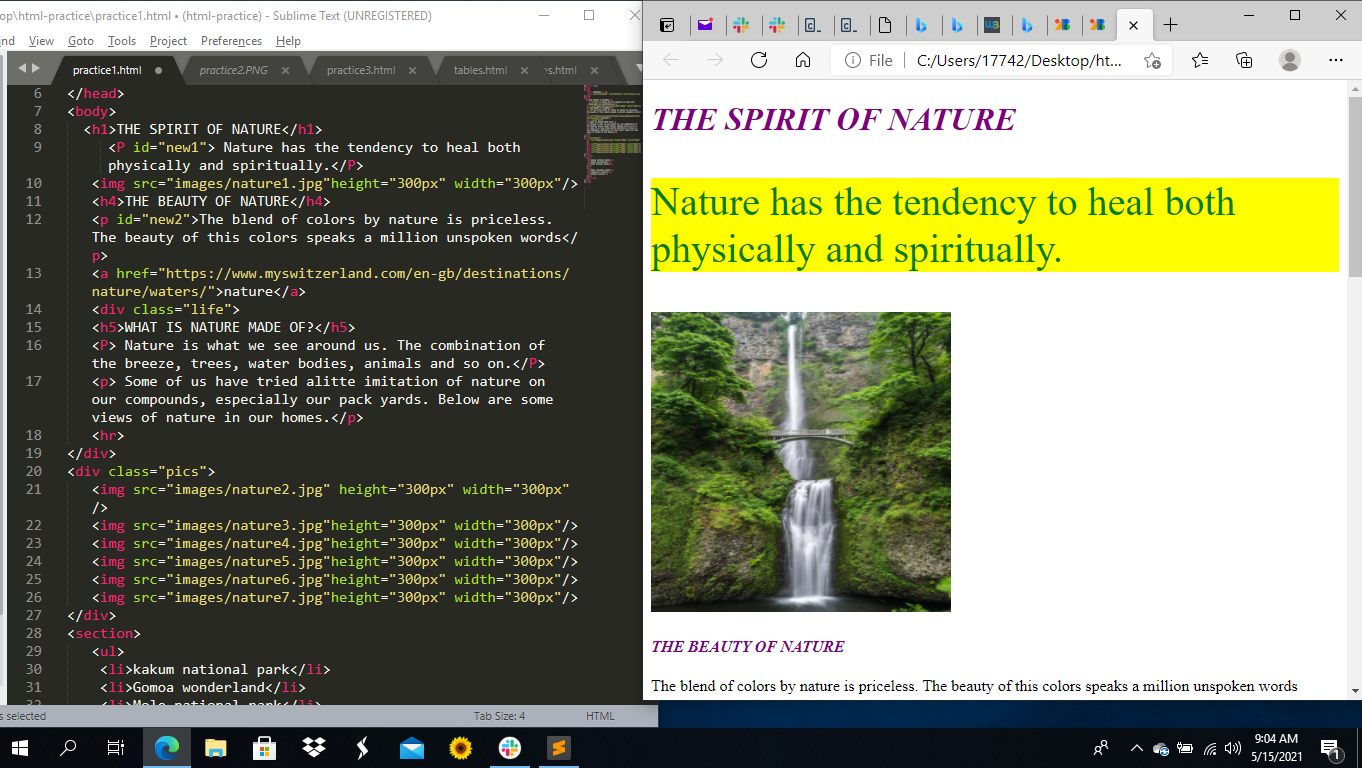 op\html-practice\practice1.html • (html-practice) - Sublime Text (UNREGISTERED)
nd View Goto Tools Project Preferences Help
practice1.html practice2.PNG practice3.html tables.html s.html
6 </head>
7 <body>
8 <h1>THE SPIRIT OF NATURE</h1>
9 <P id="new1"> Nature has the tendency to heal both
physically and spiritually.</P>
10 <img src="images/nature1.jpg"height="300px" width="300px"/>
11 <h4>THE BEAUTY OF NATURE</h4>
12 <p id="new2">The blend of colors by nature is priceless.
The beauty of this colors speaks a million unspoken words</
p>
13 <a href="https://www.myswitzerland.com/en-gb/destinations/
nature/waters/">nature</a>
14 <div class="life">
15 <h5>WHAT IS NATURE MADE OF?</h5>
16 <P> Nature is what we see around us. The combination of
the breeze, trees, water bodies, animals and so on.</P>
17 <p> Some of us have tried alitte imitation of nature on
our compounds, especially our pack yards. Below are some
views of nature in our homes.</p>
18 <hr>
19 </div>
20 <div class="pics">
21 <img src="images/nature2.jpg" height="300px" width="300px"
/>
22 <img src="images/nature3.jpg"height="300px" width="300px"/>
23 <img src="images/nature4.jpg"height="300px" width="300px"/>
24 <img src="images/nature5.jpg"height="300px" width="300px"/>
25 <img src="images/nature6.jpg"height="300px" width="300px"/>
26 <img src="images/nature7.jpg"height="300px" width="300px"/>
27 </div>
28 <section>
29 <ul>
30 <li>kakum national park</li>
31 <li>Gomoa wonderland</li>
32 <li>Mole national park</li>
s selected Tab Size: 4 HTML
File C:/Users/17742/Desktop/ht...
THE SPIRIT OF NATURE
Nature has the tendency to heal both
physically and spiritually.
THE BEAUTY OF NATURE
The blend of colors by nature is priceless. The beauty of this colors speaks a million unspoken words
9:04 AM
5/15/2021
1